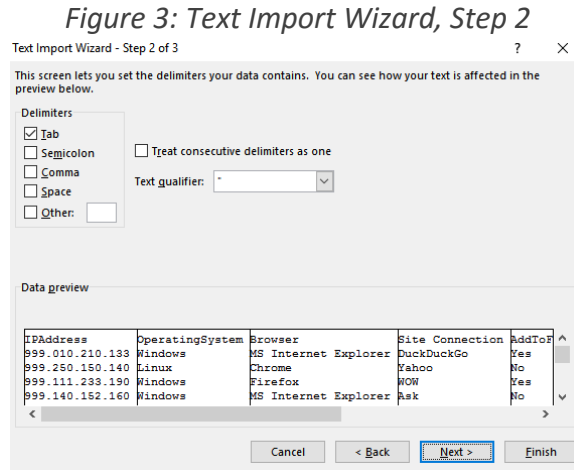 Figure 3: Text Import Wizard, Step 2
Text Import Wizard - Step 2 of 3 ? ×
This screen lets you set the delimiters your data contains. You can see how your text is affected in the
preview below.
Delimiters
Tab
Semicolon
Comma
Space
Other:
Treat consecutive delimiters as one
Text qualifier: "
Data preview
IPAddress OperatingSystem Browser Site Connection AddToF
999.010.210.133 Windows MS Internet Explorer DuckDuckGo Yes
999.250.150.140 Linux Chrome Yahoo No
999.111.233.190 Windows Firefox WOW Yes
999.140.152.160 Windows MS Internet Explorer Ask No
Cancel < Back Next > Finish